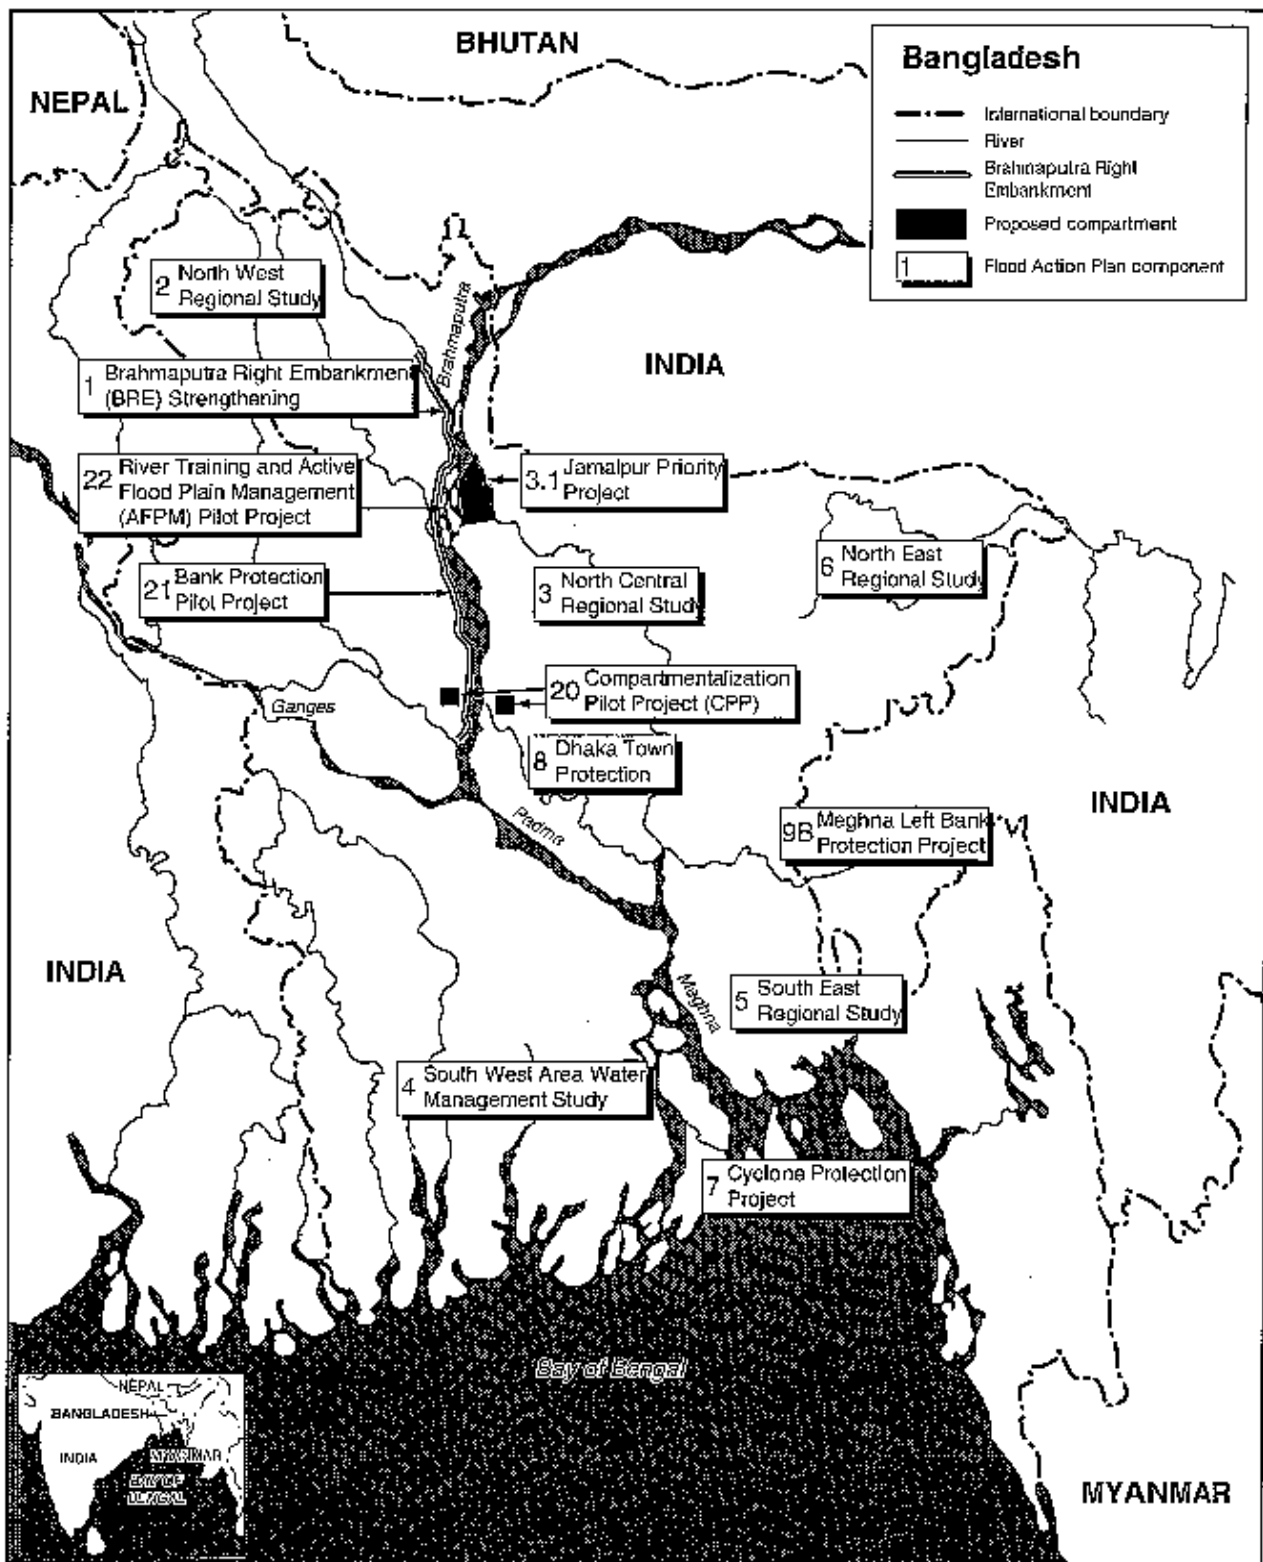 BHUTAN
NEPAL
Bangladesh
International boundary
River
Brahmaputra Right
Embankment
Proposed compartment
1 Flood Action Plan component
2 North West
Regional Study
Brahmaputra
INDIA
1 Brahmaputra Right Embankment
(BRE) Strengthening
22 River Training and Active
Flood Plain Management
(AFPM) Pilot Project
3.1 Jamalpur Priority
Project
6 North East
Regional Study
21 Bank Protection
Pilot Project
3 North Central
Regional Study
20 Compartmentalization
Pilot Project (CPP)
Ganges
8 Dhaka Town
Protection
Padma
INDIA
9B Meghna Left Bank
Protection Project
INDIA
Meghna
5 South East
Regional Study
4 South West Area Water
Management Study
7 Cyclone Protection
Project
Bay of Bengal
NEPAL
BANGLADESH
INDIA
MYANMAR
BAY OF
BENGAL
MYANMAR